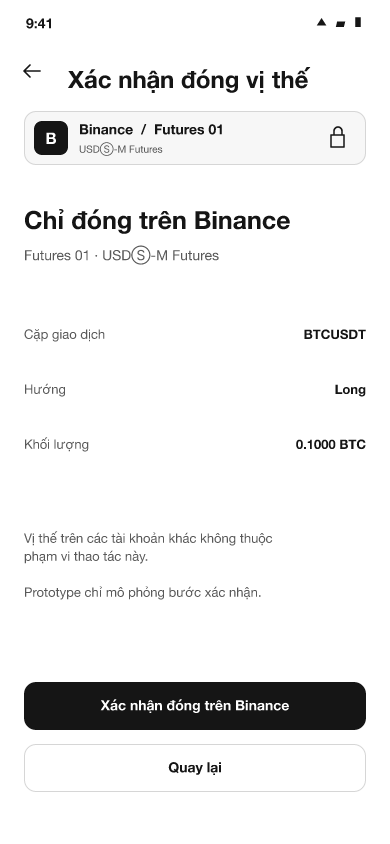 9:41
Xác nhận đóng vị thế
B
Binance / Futures 01
USDⓈ-M Futures
Chỉ đóng trên Binance
Futures 01 · USDⓈ-M Futures
Cặp giao dịch
BTCUSDT
Hướng
Long
Khối lượng
0.1000 BTC
Vị thế trên các tài khoản khác không thuộc
phạm vi thao tác này.
Prototype chỉ mô phỏng bước xác nhận.
Xác nhận đóng trên Binance
Quay lại